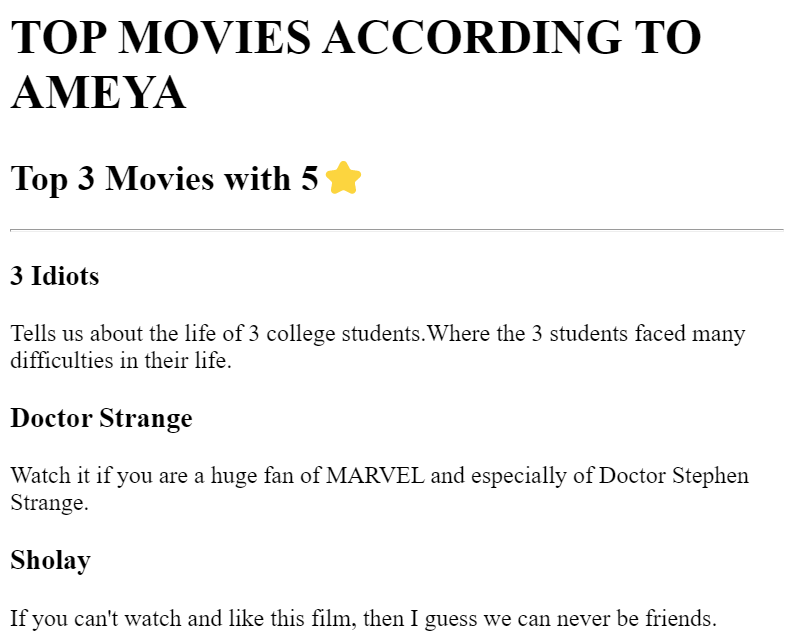 TOP MOVIES ACCORDING TO
AMEYA
Top 3 Movies with 5⭐
3 Idiots
Tells us about the life of 3 college students.Where the 3 students faced many
difficulties in their life.
Doctor Strange
Watch it if you are a huge fan of MARVEL and especially of Doctor Stephen
Strange.
Sholay
If you can't watch and like this film, then I guess we can never be friends.